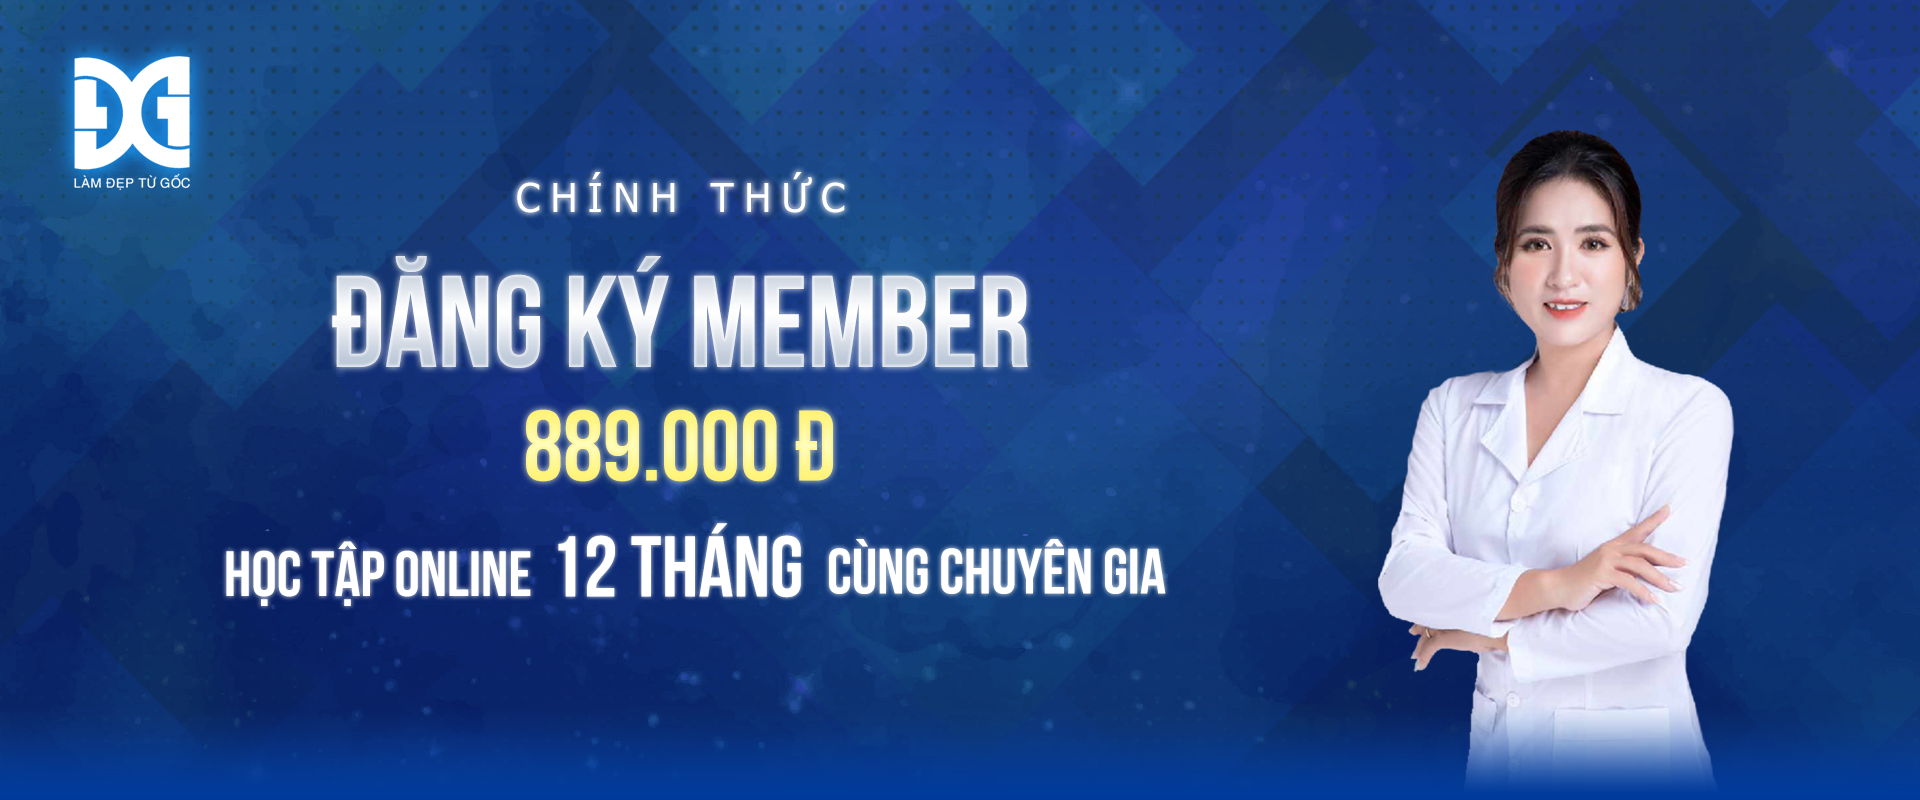 ĐG
LÀM ĐẸP TỪ GỐC
CHÍNH THỨC
ĐĂNG KÝ MEMBER
889.000 Đ
HỌC TẬP ONLINE 12 THÁNG CÙNG CHUYÊN GIA